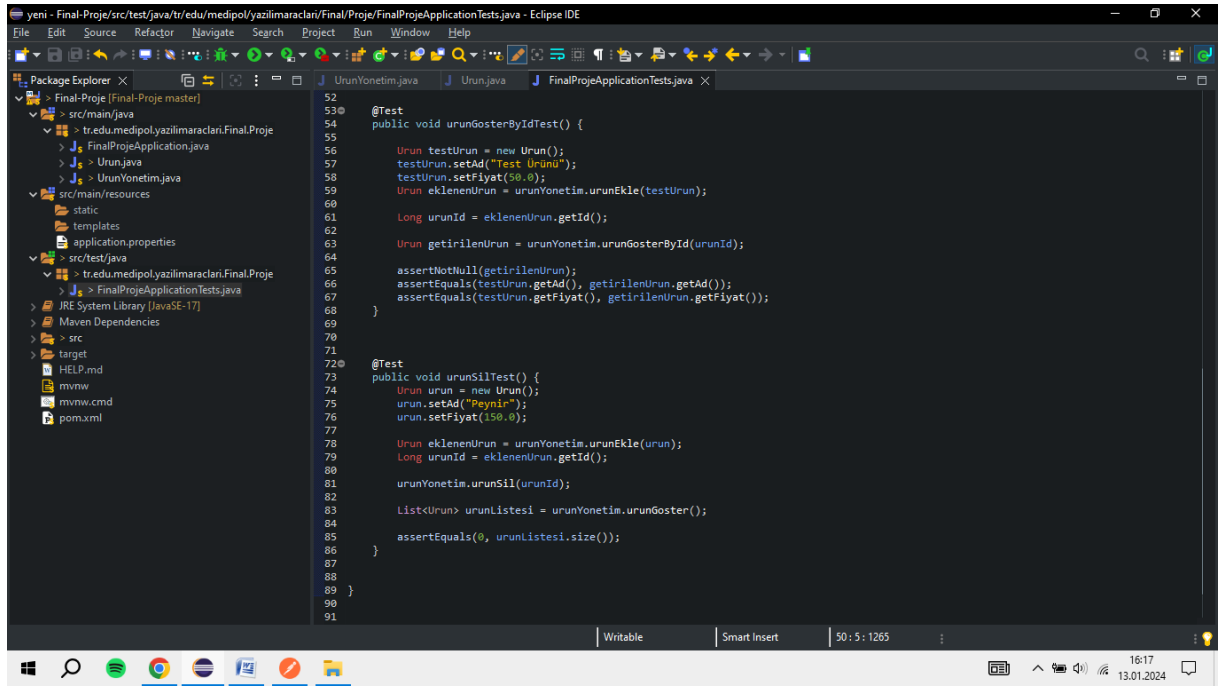 yeni - Final-Proje/src/test/java/tr/edu/medipol/yazilimaraclari/Final/Proje/FinalProjeApplicationTests.java - Eclipse IDE
File Edit Source Refactor Navigate Search Project Run Window Help
Package Explorer
UrunYonetim.java
Urun.java
FinalProjeApplicationTests.java
> Final-Proje [Final-Proje master]
> src/main/java
> tr.edu.medipol.yazilimaraclari.Final.Proje
FinalProjeApplication.java
> Urun.java
> UrunYonetim.java
src/main/resources
static
templates
application.properties
> src/test/java
> tr.edu.medipol.yazilimaraclari.Final.Proje
> FinalProjeApplicationTests.java
JRE System Library [JavaSE-17]
Maven Dependencies
> src
target
HELP.md
mvnw
mvnw.cmd
pom.xml
52
53 @Test
54 public void urunGosterByIdTest() {
55
56 Urun testUrun = new Urun();
57 testUrun.setAd("Test Ürünü");
58 testUrun.setFiyat(50.0);
59 Urun eklenenUrun = urunYonetim.urunEkle(testUrun);
60
61 Long urunId = eklenenUrun.getId();
62
63 Urun getirilenUrun = urunYonetim.urunGosterById(urunId);
64
65 assertNotNull(getirilenUrun);
66 assertEquals(testUrun.getAd(), getirilenUrun.getAd());
67 assertEquals(testUrun.getFiyat(), getirilenUrun.getFiyat());
68 }
69
70
71
72 @Test
73 public void urunSilTest() {
74 Urun urun = new Urun();
75 urun.setAd("Peynir");
76 urun.setFiyat(150.0);
77
78 Urun eklenenUrun = urunYonetim.urunEkle(urun);
79 Long urunId = eklenenUrun.getId();
80
81 urunYonetim.urunSil(urunId);
82
83 List<Urun> urunListesi = urunYonetim.urunGoster();
84
85 assertEquals(0, urunListesi.size());
86 }
87
88
89 }
90
91
Writable
Smart Insert
50 : 5 : 1265
16:17
13.01.2024